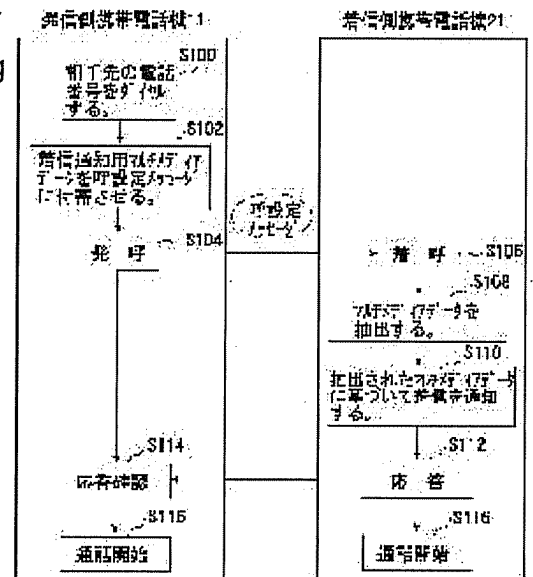 発信側携帯電話機11
着信側携帯電話機21
S100
相手先の電話
番号をダイヤル
する。
S102
着信通知用マルチメディア
データを呼設定メッセージ
に付帯させる。
呼設定
メッセージ
発 呼
S104
着 呼
S106
S108
マルチメディアデータを
抽出する。
S110
抽出されたマルチメディアデータ
に基づいて着信を通知
する。
S114
S112
応答確認
応 答
S116
S116
通話開始
通話開始